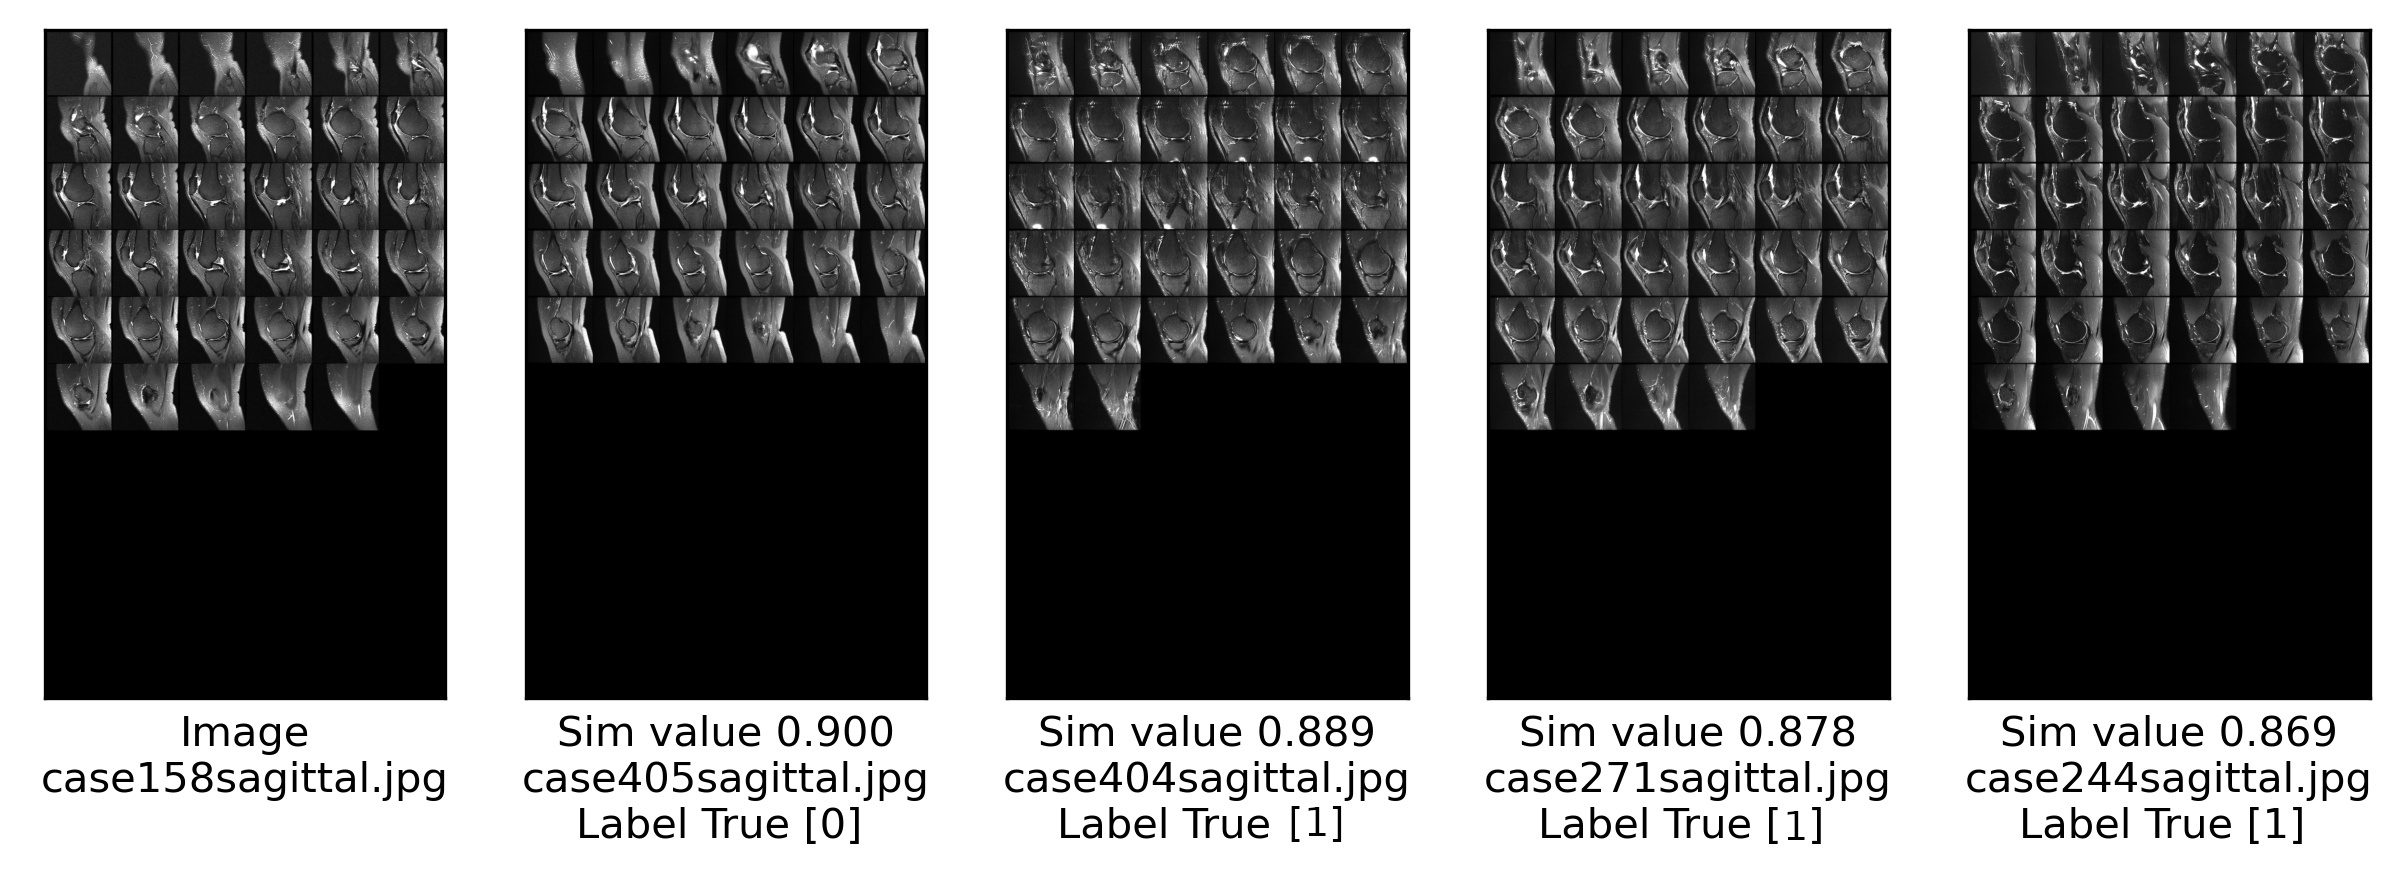 Image
case158sagittal.jpg
Sim value 0.900
case405sagittal.jpg
Label True [0]
Sim value 0.889
case404sagittal.jpg
Label True [1]
Sim value 0.878
case271sagittal.jpg
Label True [1]
Sim value 0.869
case244sagittal.jpg
Label True [1]